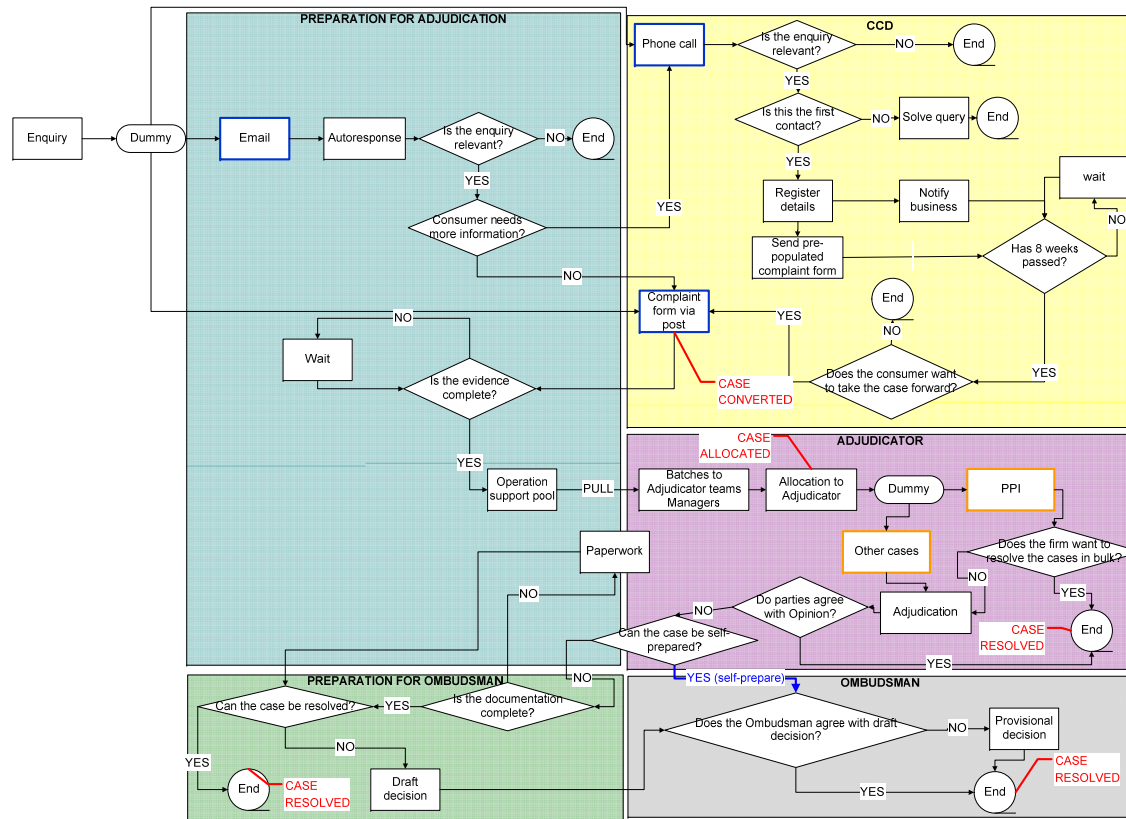 PREPARATION FOR ADJUDICATION
CCD
Phone call
Is the enquiry
relevant?
NO
End
YES
Enquiry
Dummy
Email
Autoresponse
Is the enquiry
relevant?
NO
End
YES
Is this the first
contact?
NO
Solve query
End
YES
Consumer needs
more information?
YES
NO
Register
details
Notify
business
wait
NO
Send pre-
populated
complaint form
Has 8 weeks
passed?
YES
Complaint
form via
post
YES
End
NO
Does the consumer want
to take the case forward?
CASE
CONVERTED
NO
Wait
Is the evidence
complete?
YES
Operation
support pool
PULL
ADJUDICATOR
CASE
ALLOCATED
Batches to
Adjudicator teams
Managers
Allocation to
Adjudicator
Dummy
PPI
Other cases
Does the firm want to
resolve the cases in bulk?
NO
YES
Paperwork
NO
Adjudication
Do parties agree
with Opinion?
NO
YES
CASE
RESOLVED
End
Can the case be self-
prepared?
NO
YES (self-prepare)
PREPARATION FOR OMBUDSMAN
Can the case be resolved?
YES
Is the documentation
complete?
YES
NO
End
CASE
RESOLVED
Draft
decision
OMBUDSMAN
Does the Ombudsman agree with draft
decision?
NO
Provisional
decision
YES
End
CASE
RESOLVED